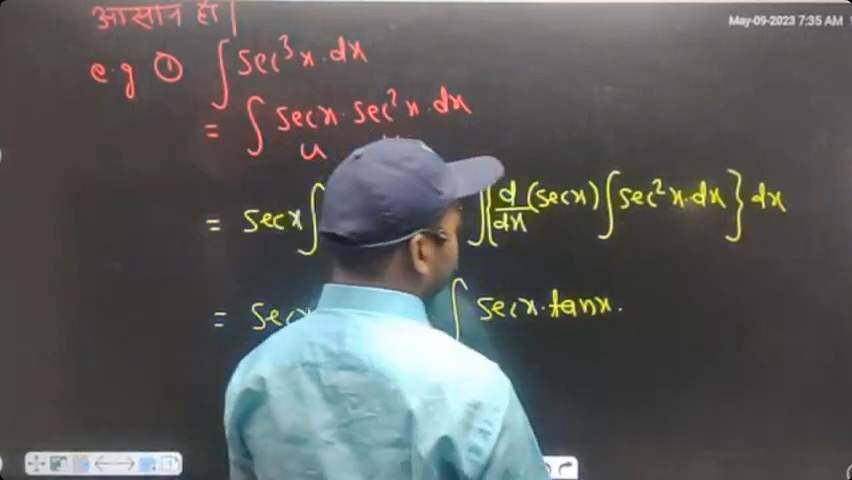 आसान हो|
May-09-2023 7:35 AM
e.g ① ∫ sec³x.dx
= ∫ secx.sec²x.dx
u
= secx ∫ ∫{d/dx(secx) ∫sec²x.dx} dx
= sec ∫ secx.tanx.